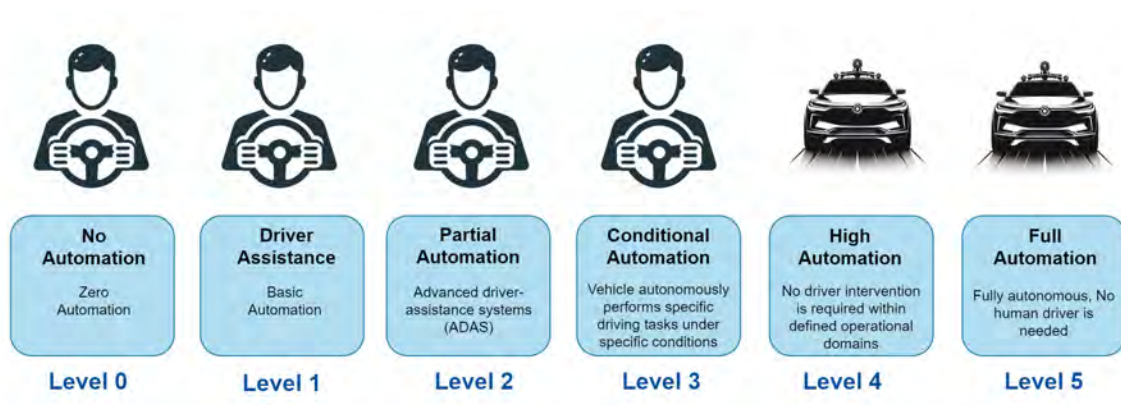 No
Automation
Zero
Automation
Level 0
Driver
Assistance
Basic
Automation
Level 1
Partial
Automation
Advanced driver-
assistance systems
(ADAS)
Level 2
Conditional
Automation
Vehicle autonomously
performs specific
driving tasks under
specific conditions
Level 3
High
Automation
No driver intervention
is required within
defined operational
domains
Level 4
Full
Automation
Fully autonomous, No
human driver is
needed
Level 5